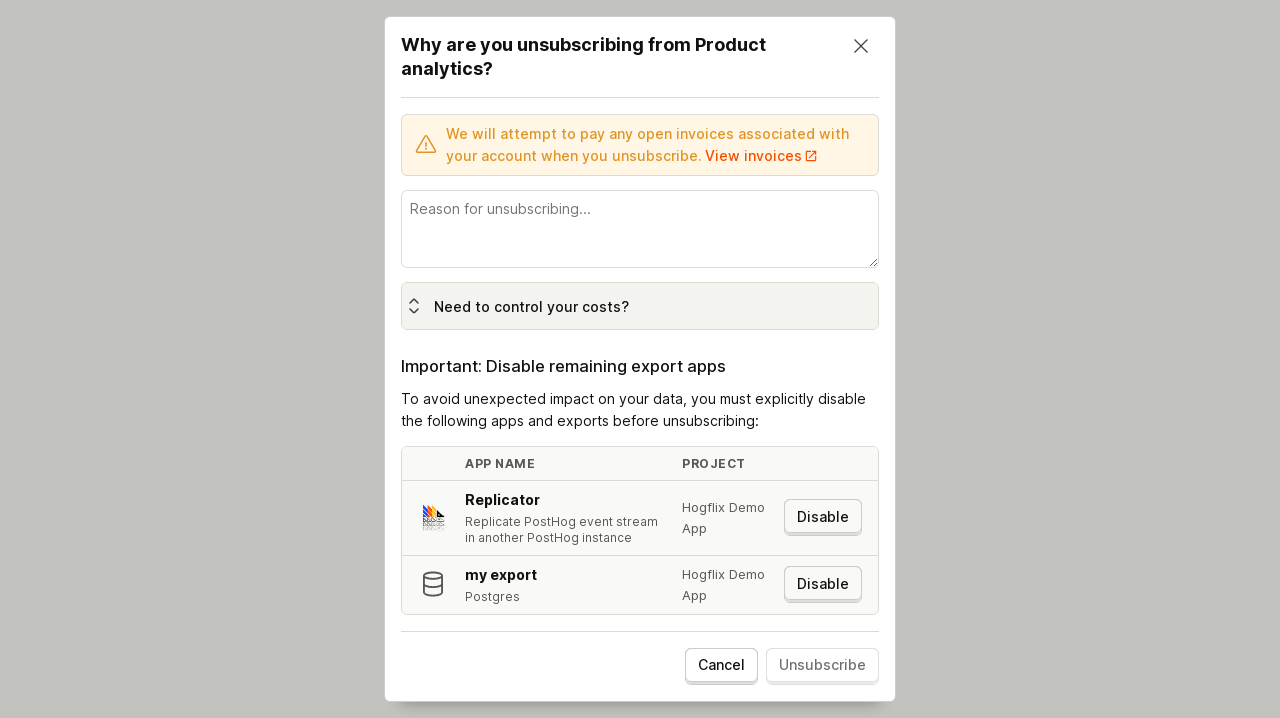 Why are you unsubscribing from Product
analytics?
We will attempt to pay any open invoices associated with
your account when you unsubscribe. View invoices
Reason for unsubscribing...
Need to control your costs?
Important: Disable remaining export apps
To avoid unexpected impact on your data, you must explicitly disable
the following apps and exports before unsubscribing:
APP NAME PROJECT
Replicator
Replicate PostHog event stream
in another PostHog instance
Hogflix Demo
App
Disable
my export
Postgres
Hogflix Demo
App
Disable
Cancel Unsubscribe